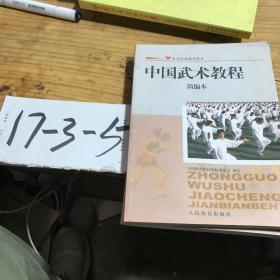 中国武术教程
简编本
17-3-5
ZHONGGUO
WUSHU
JIAOCHENG
JIANBIANBEN
人民体育出版社